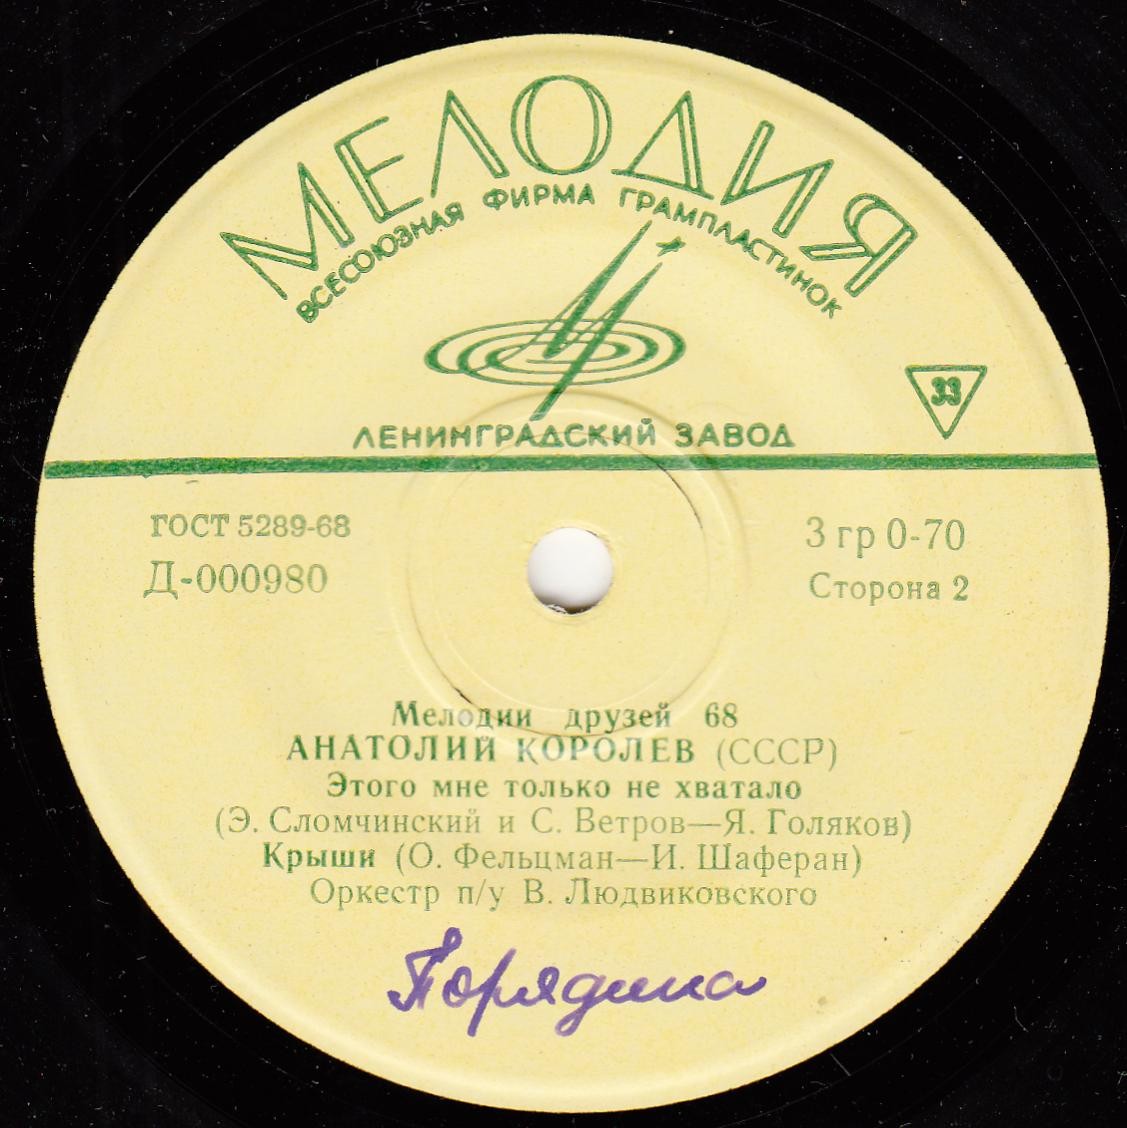 МЕЛОДИЯ
ВСЕСОЮЗНАЯ ФИРМА ГРАМПЛАСТИНОК
33
ЛЕНИНГРАДСКИЙ ЗАВОД
ГОСТ 5289-68
3 гр 0-70
Д-000980
Сторона 2
Мелодии друзей 68
АНАТОЛИЙ КОРОЛЕВ (СССР)
Этого мне только не хватало
(Э. Сломчинский и С. Ветров—Я. Голяков)
Крыши (О. Фельцман—И. Шаферан)
Оркестр п/у В. Людвиковского
Порядина